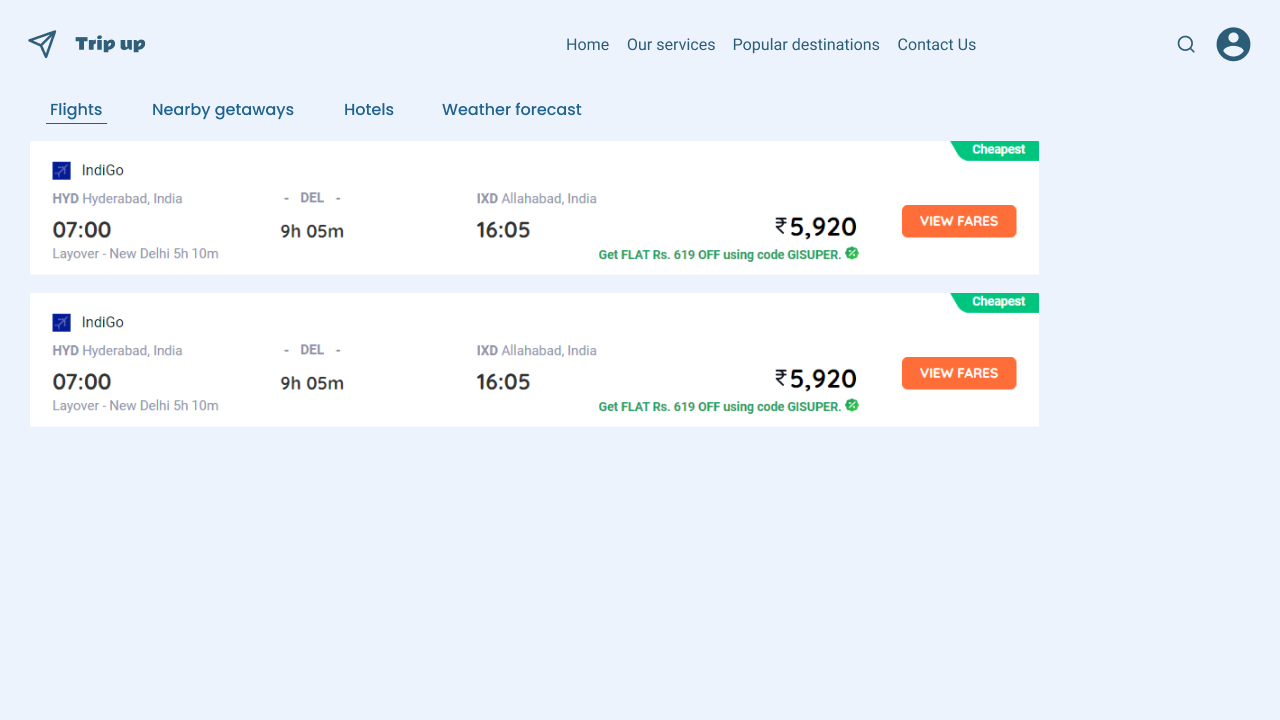 Trip up
Home Our services Popular destinations Contact Us
Flights Nearby getaways Hotels Weather forecast
Cheapest
IndiGo
HYD Hyderabad, India - DEL - IXD Allahabad, India
07:00 9h 05m 16:05 ₹5,920 VIEW FARES
Layover - New Delhi 5h 10m Get FLAT Rs. 619 OFF using code GISUPER.
Cheapest
IndiGo
HYD Hyderabad, India - DEL - IXD Allahabad, India
07:00 9h 05m 16:05 ₹5,920 VIEW FARES
Layover - New Delhi 5h 10m Get FLAT Rs. 619 OFF using code GISUPER.